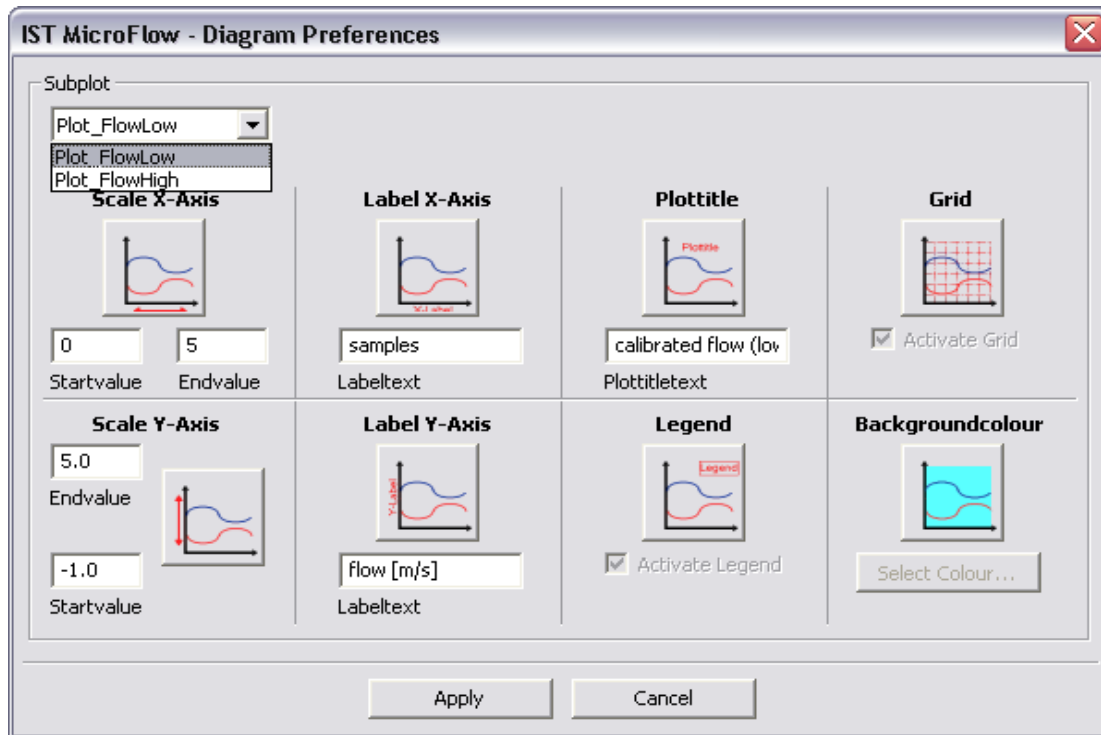 IST MicroFlow - Diagram Preferences
Subplot
Plot_FlowLow
Plot_FlowLow
Plot_FlowHigh
Scale X-Axis
Label X-Axis
Plottitle
Grid
Plottitle
X-Label
0
5
samples
calibrated flow (low
Activate Grid
Startvalue
Endvalue
Labeltext
Plottitletext
Scale Y-Axis
Label Y-Axis
Legend
Backgroundcolour
5.0
Endvalue
Y-Label
Legend
-1.0
flow [m/s]
Activate Legend
Select Colour...
Startvalue
Labeltext
Apply
Cancel